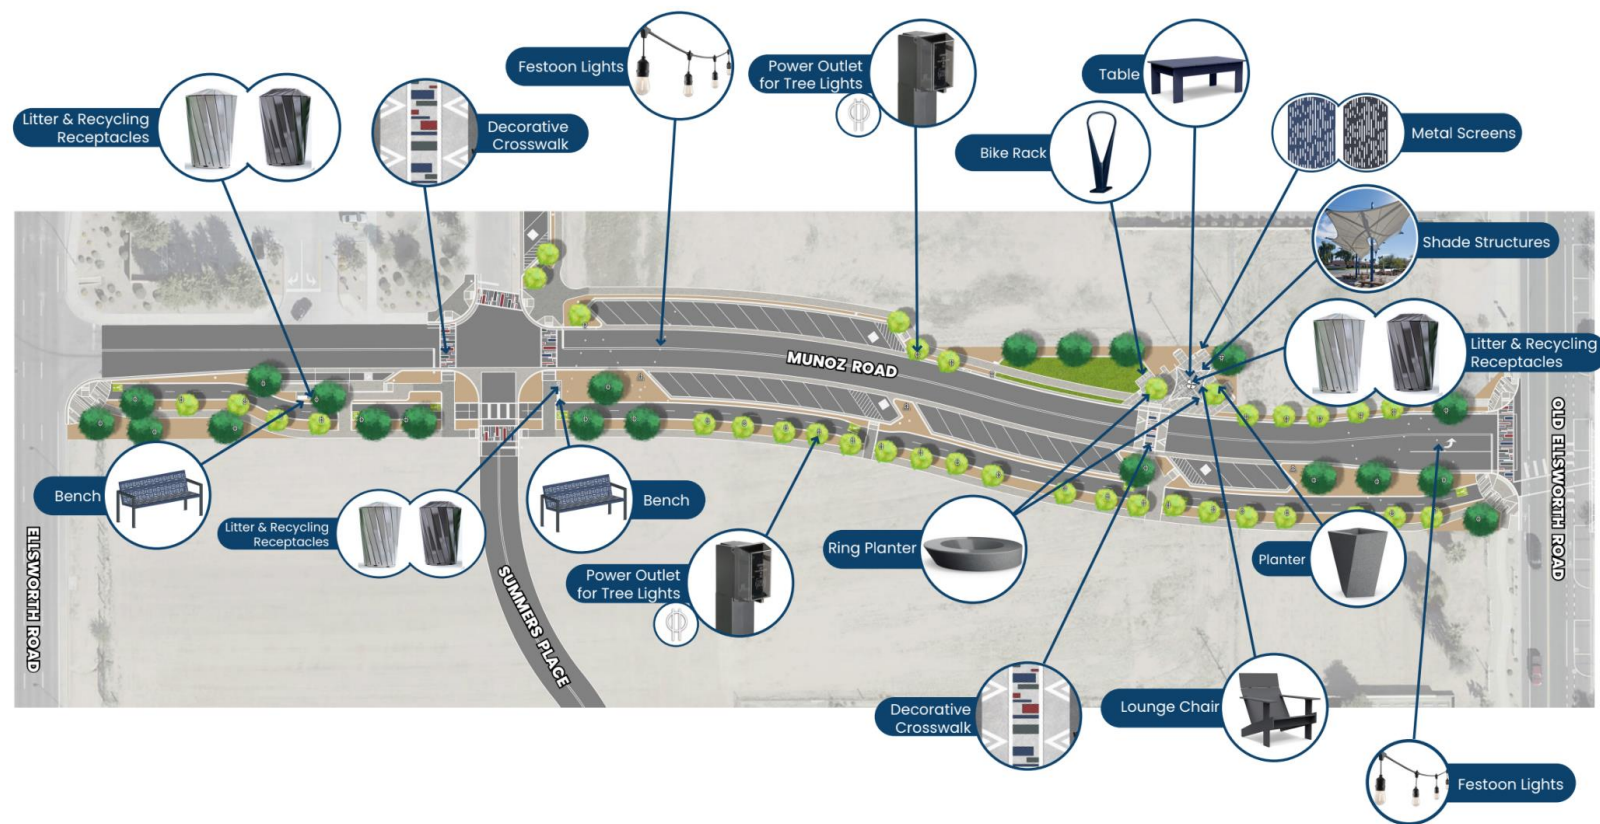 Festoon Lights
Power Outlet
for Tree Lights
Table
Litter & Recycling
Receptacles
Decorative
Crosswalk
Bike Rack
Metal Screens
Shade Structures
Litter & Recycling
Receptacles
MUNOZ ROAD
Bench
Bench
Litter & Recycling
Receptacles
Ring Planter
Planter
Power Outlet
for Tree Lights
ELLSWORTH ROAD
SUMMERS PLACE
OLD ELLSWORTH ROAD
Decorative
Crosswalk
Lounge Chair
Festoon Lights